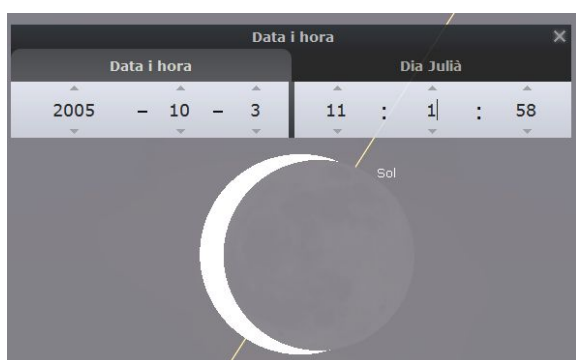 Data i hora
Data i hora Dia Julià
2005 – 10 – 3 11 : 1 : 58
Sol